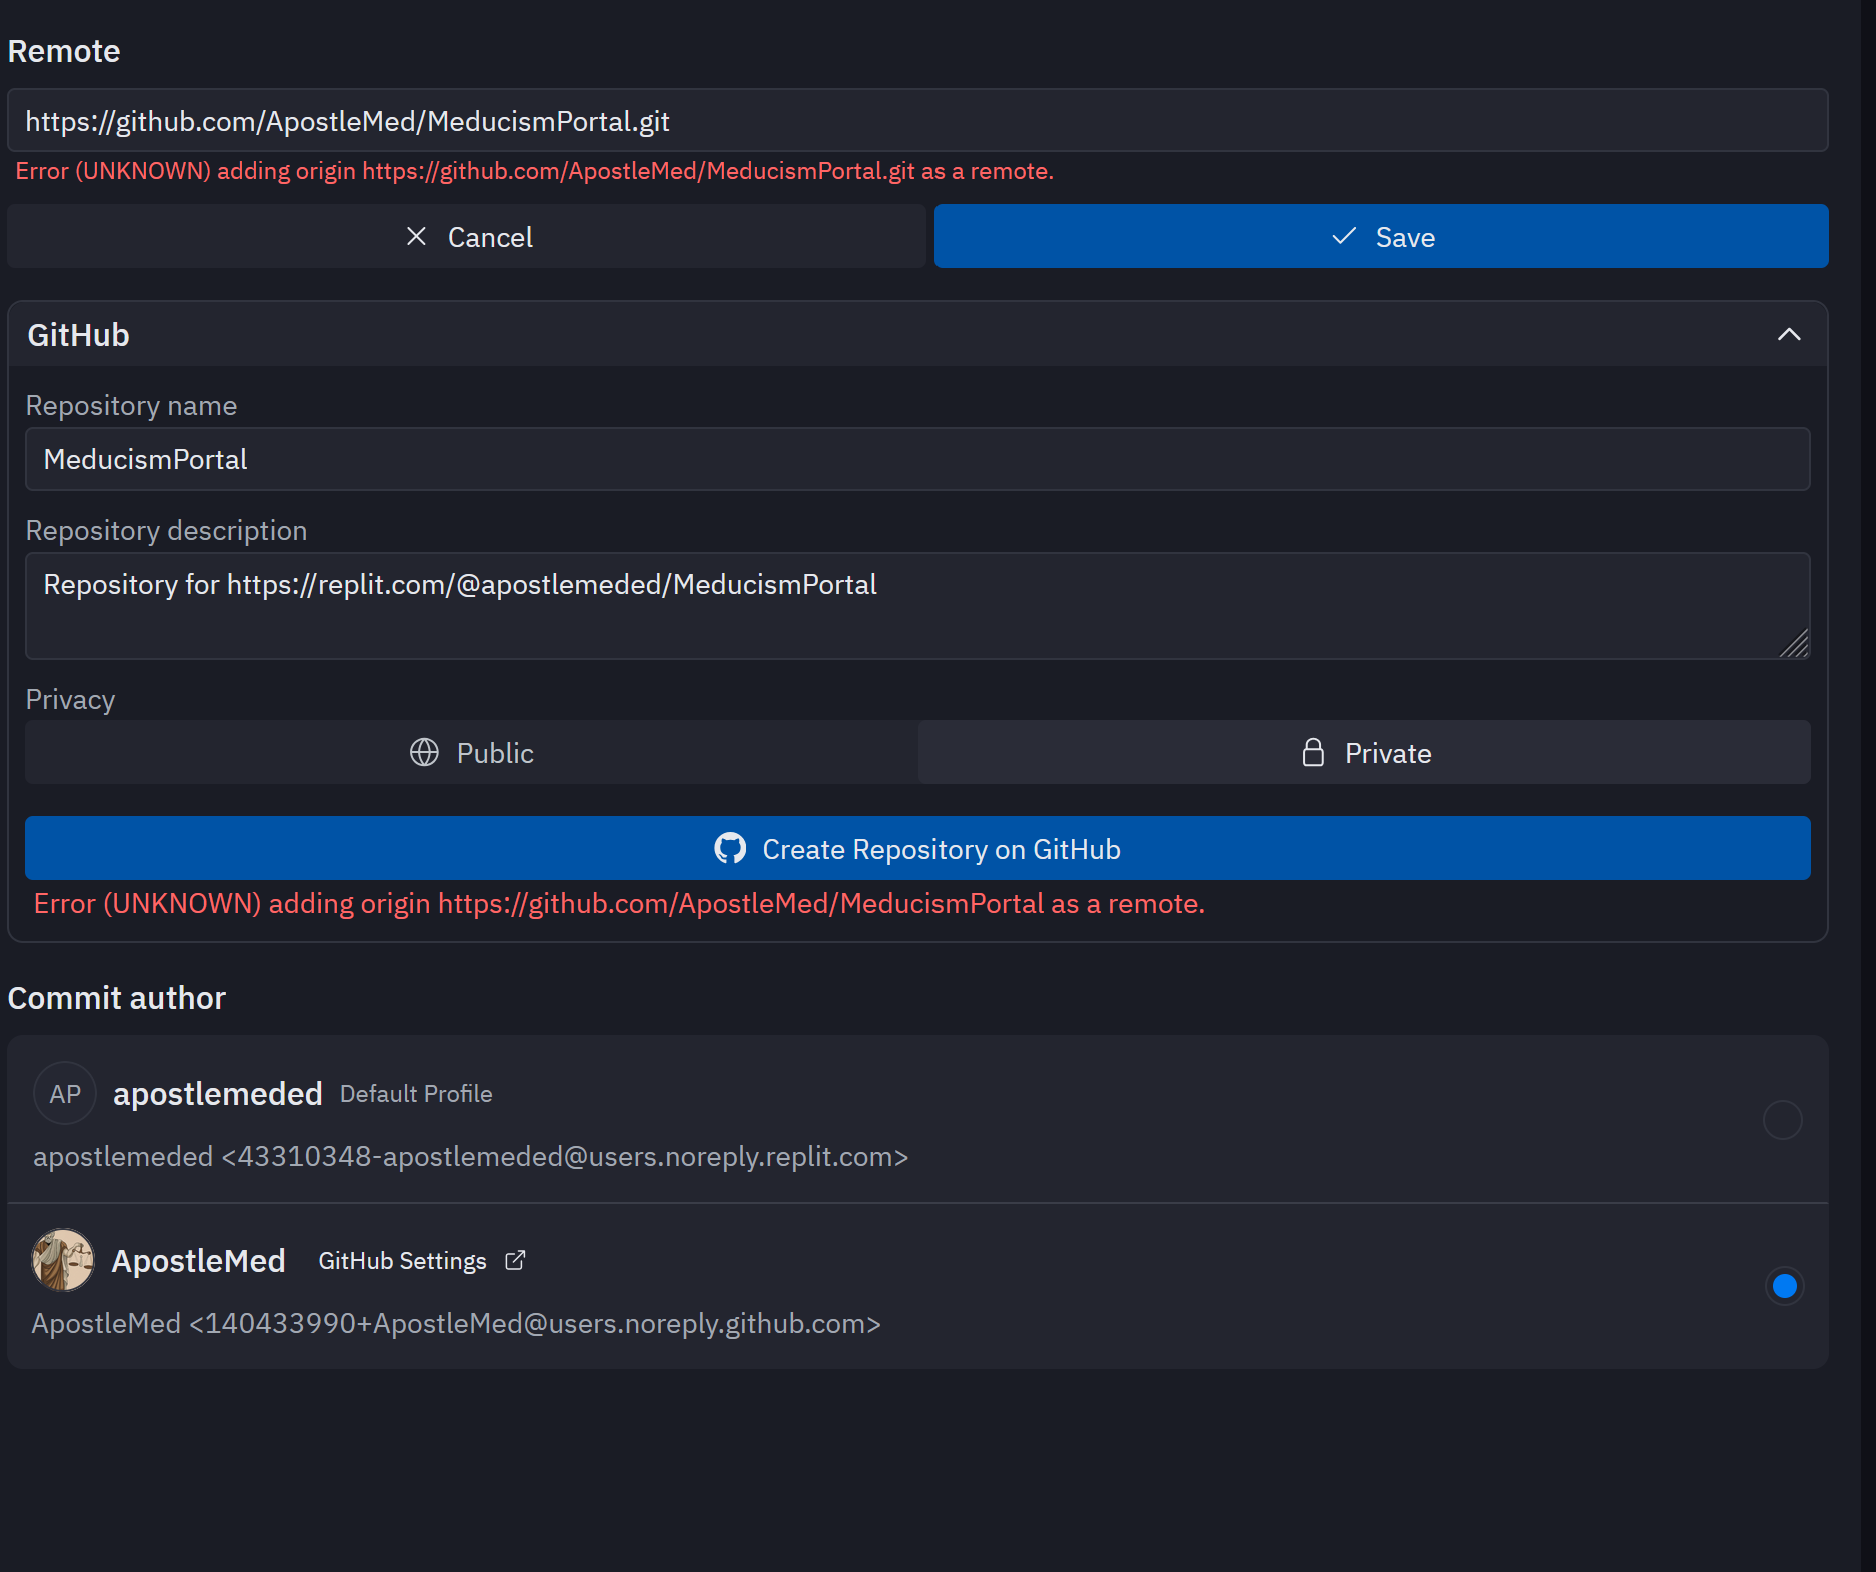 Remote
https://github.com/ApostleMed/MeducismPortal.git
Error (UNKNOWN) adding origin https://github.com/ApostleMed/MeducismPortal.git as a remote.
Cancel
Save
GitHub
Repository name
MeducismPortal
Repository description
Repository for https://replit.com/@apostlemeded/MeducismPortal
Privacy
Public
Private
Create Repository on GitHub
Error (UNKNOWN) adding origin https://github.com/ApostleMed/MeducismPortal as a remote.
Commit author
AP apostlemeded Default Profile
apostlemeded <43310348-apostlemeded@users.noreply.replit.com>
ApostleMed GitHub Settings
ApostleMed <140433990+ApostleMed@users.noreply.github.com>